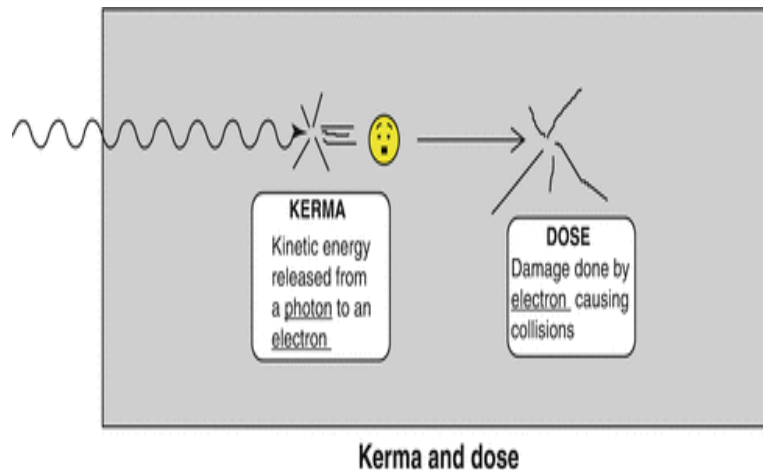 KERMA
Kinetic energy
released from
a photon to an
electron
DOSE
Damage done by
electron causing
collisions
Kerma and dose